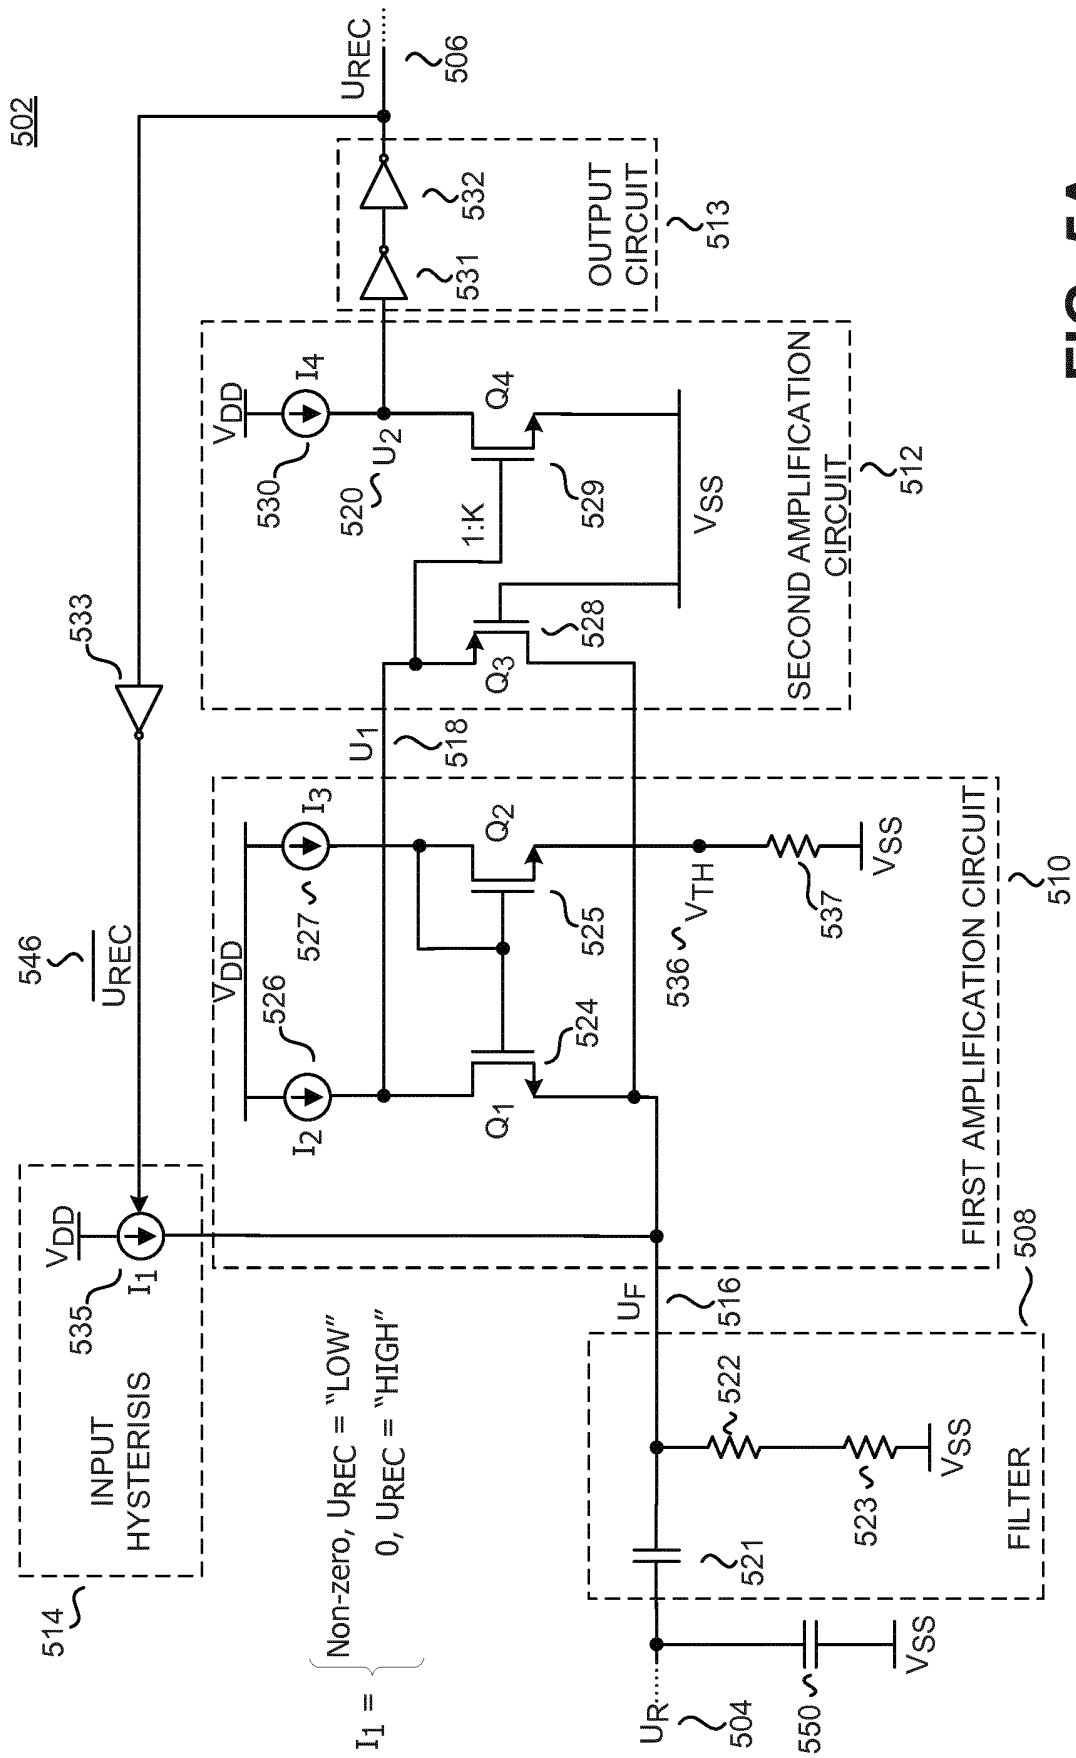 502
UREC
506
532
531
OUTPUT
CIRCUIT
513
533
546
UREC
VDD
I4
530
520
U2
Q4
529
1:K
VSS
Q3
528
SECOND AMPLIFICATION
CIRCUIT
512
U1
518
VDD
I3
527
526
I2
Q2
525
Q1
524
536
VTH
537
VSS
FIRST AMPLIFICATION CIRCUIT
510
VDD
535
I1
INPUT
HYSTERISIS
514
I1 =
Non-zero, UREC = “LOW”
0, UREC = “HIGH”
UF
516
508
522
523
VSS
521
FILTER
UR
504
550
VSS